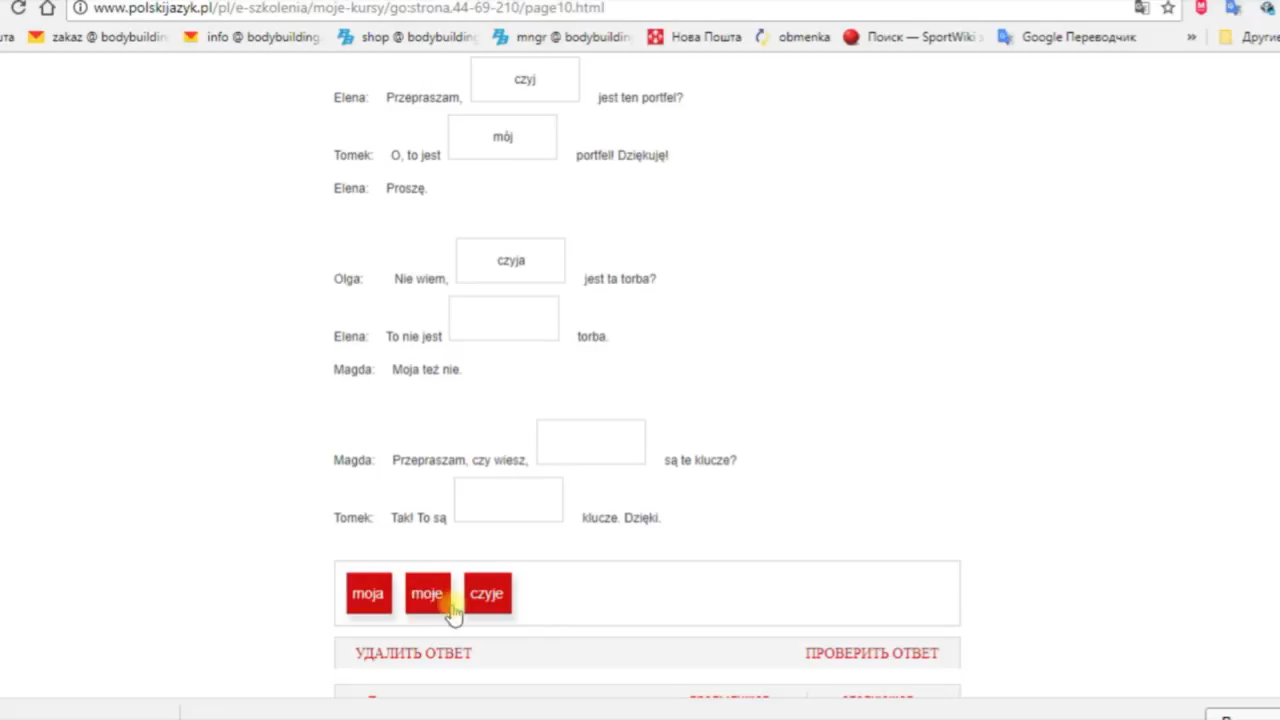 www.polskijazyk.pl/pl/e-szkolenia/moje-kursy/go:strona,44-69-210/page10.html
zakaz @ bodybuildin info @ bodybuilding shop @ bodybuilding mngr @ bodybuildin Нова Пошта obmenka Поиск — SportWiki Google Переводчик » Другие
Elena: Przepraszam, czyj jest ten portfel?
Tomek: O, to jest mój portfel! Dziękuję!
Elena: Proszę.
Olga: Nie wiem, czyja jest ta torba?
Elena: To nie jest torba.
Magda: Moja też nie.
Magda: Przepraszam, czy wiesz, są te klucze?
Tomek: Tak! To są klucze. Dzięki.
moja moje czyje
УДАЛИТЬ ОТВЕТ ПРОВЕРИТЬ ОТВЕТ